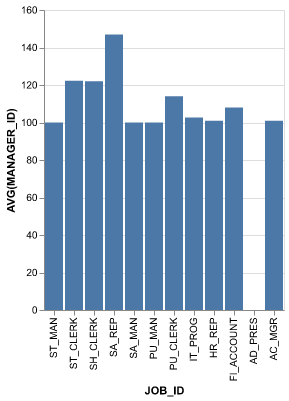 160
140
120
100
80
60
40
20
0
AVG(MANAGER_ID)
ST_MAN
ST_CLERK
SH_CLERK
SA_REP
SA_MAN
PU_MAN
PU_CLERK
IT_PROG
HR_REP
FI_ACCOUNT
AD_PRES
AC_MGR
JOB_ID